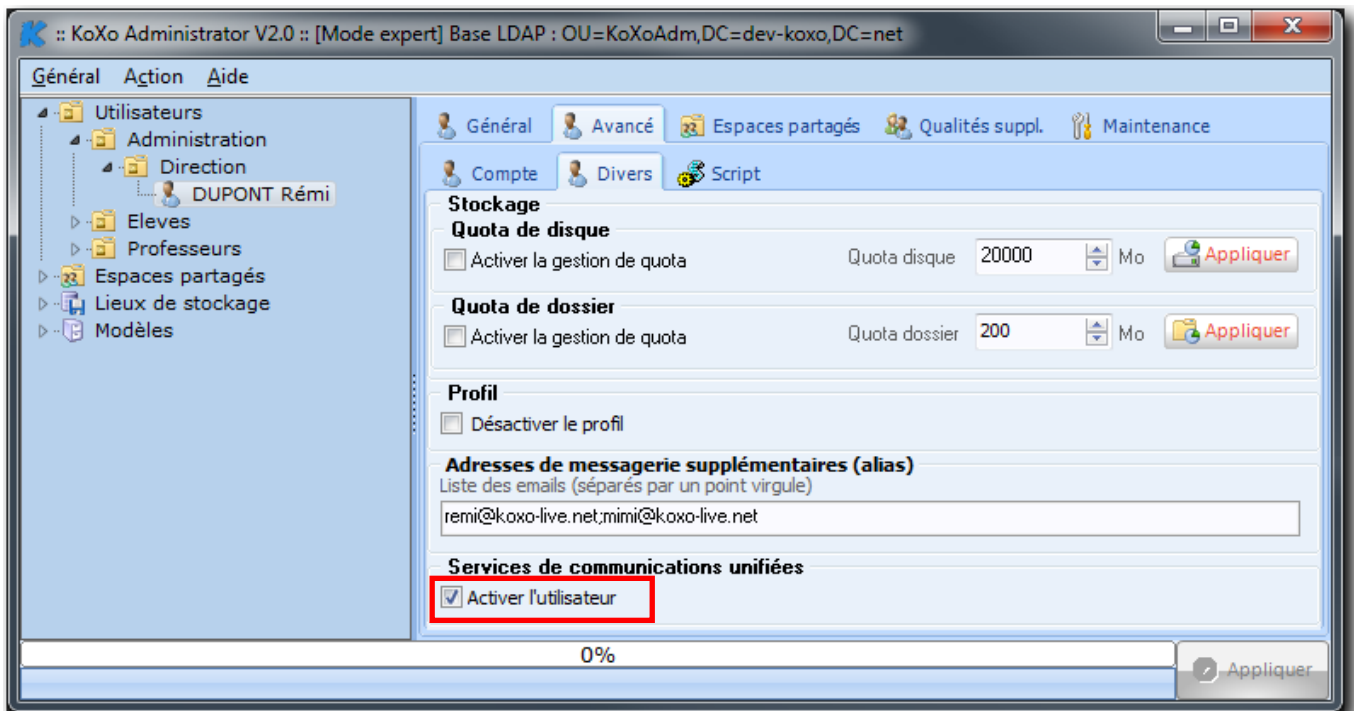 :: KoXo Administrator V2.0 :: [Mode expert] Base LDAP : OU=KoXoAdm,DC=dev-koxo,DC=net
Général Action Aide
Utilisateurs
Administration
Direction
DUPONT Rémi
Eleves
Professeurs
Espaces partagés
Lieux de stockage
Modèles
Général Avancé Espaces partagés Qualités suppl. Maintenance
Compte Divers Script
Stockage
Quota de disque
Activer la gestion de quota Quota disque 20000 Mo Appliquer
Quota de dossier
Activer la gestion de quota Quota dossier 200 Mo Appliquer
Profil
Désactiver le profil
Adresses de messagerie supplémentaires (alias)
Liste des emails (séparés par un point virgule)
remi@koxo-live.net;mimi@koxo-live.net
Services de communications unifiées
Activer l'utilisateur
0%
Appliquer